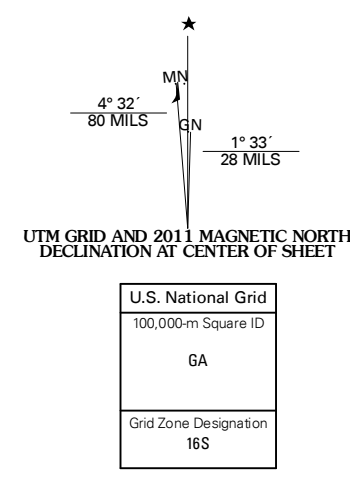 MN
4° 32´
80 MILS
GN
1° 33´
28 MILS
UTM GRID AND 2011 MAGNETIC NORTH
DECLINATION AT CENTER OF SHEET
U.S. National Grid
100,000-m Square ID
GA
Grid Zone Designation
16S